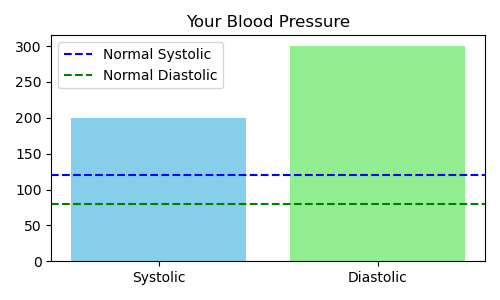 Your Blood Pressure
Normal Systolic
Normal Diastolic
300
250
200
150
100
50
0
Systolic
Diastolic